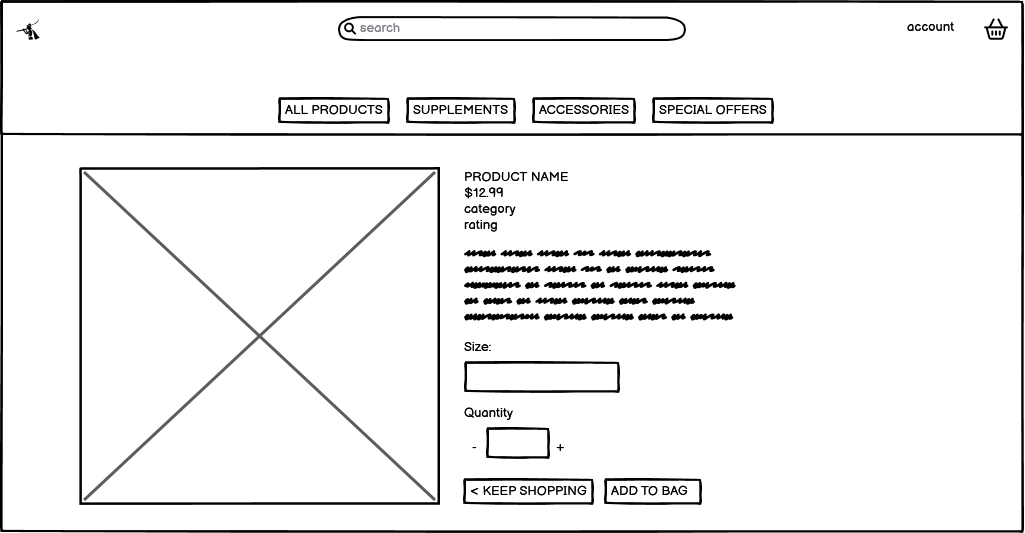 search
account
ALL PRODUCTS
SUPPLEMENTS
ACCESSORIES
SPECIAL OFFERS
PRODUCT NAME
$12.99
category
rating
Size:
Quantity
- +
< KEEP SHOPPING
ADD TO BAG